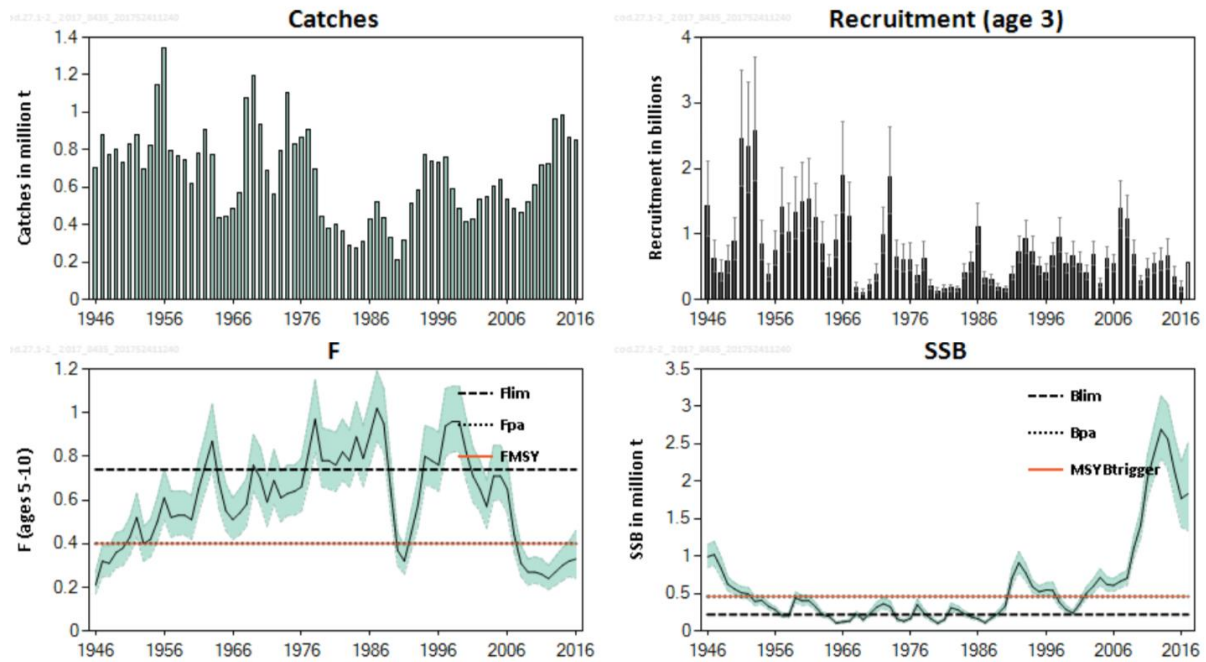 Catches
Catches in million t
1.4
1.2
1
0.8
0.6
0.4
0.2
0
1946 1956 1966 1976 1986 1996 2006 2016
Recruitment (age 3)
Recruitment in billions
4
3
2
1
0
1946 1956 1966 1976 1986 1996 2006 2016
F
F (ages 5-10)
1.2
1
0.8
0.6
0.4
0.2
0
Flim
Fpa
FMSY
1946 1956 1966 1976 1986 1996 2006 2016
SSB
SSB in million t
3.5
3
2.5
2
1.5
1
0.5
0
Blim
Bpa
MSYBtrigger
1946 1956 1966 1976 1986 1996 2006 2016